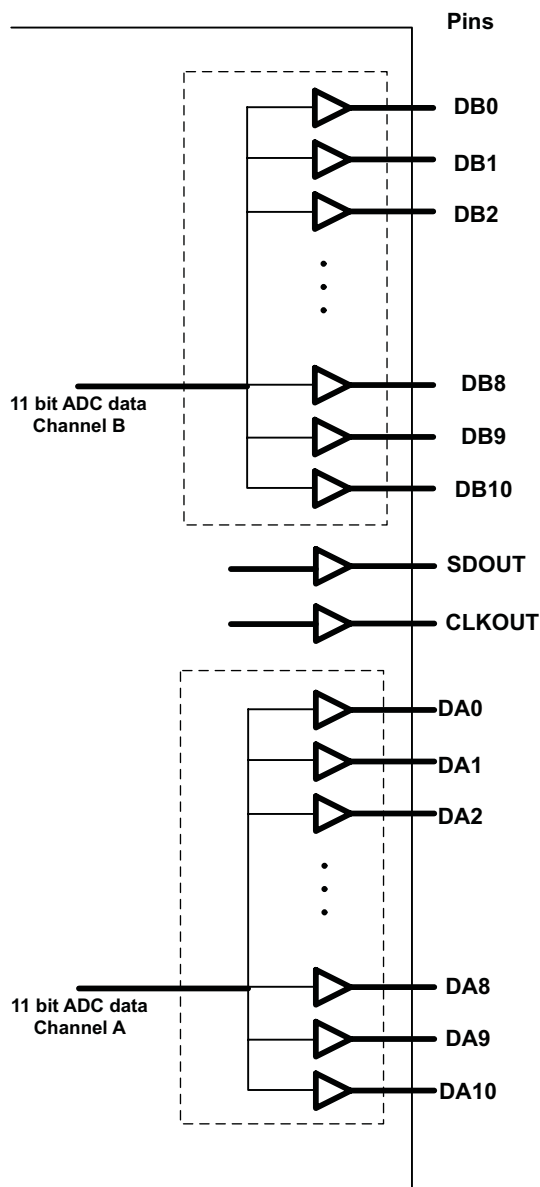 Pins
DB0
DB1
DB2
DB8
11 bit ADC data
Channel B
DB9
DB10
SDOUT
CLKOUT
DA0
DA1
DA2
DA8
11 bit ADC data
Channel A
DA9
DA10